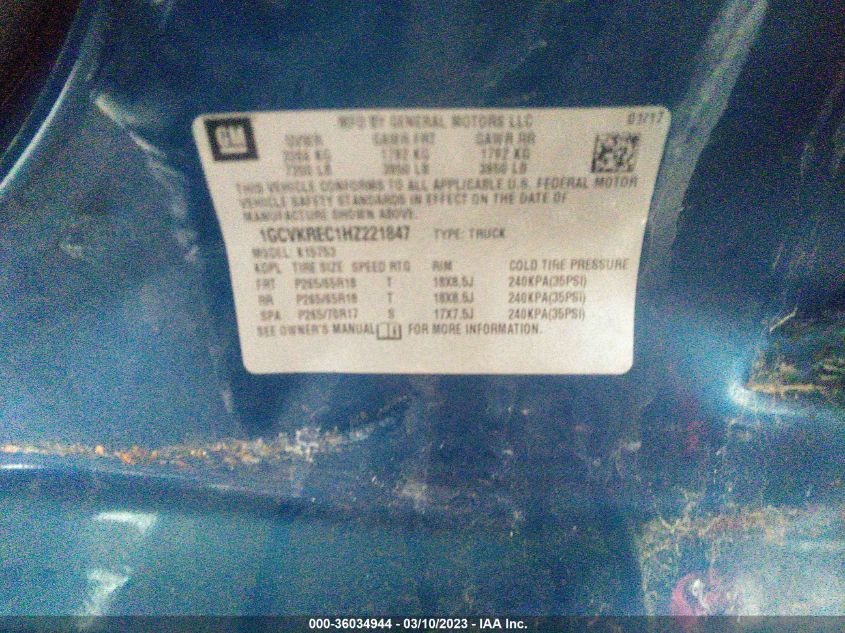 GM
MFD BY GENERAL MOTORS LLC 01/17
GVWR GAWR FRT GAWR RR
KG 1792 KG 1792 KG
7200 LB 3950 LB 3950 LB
THIS VEHICLE CONFORMS TO ALL APPLICABLE U.S. FEDERAL MOTOR
VEHICLE SAFETY STANDARDS IN EFFECT ON THE DATE OF
MANUFACTURE SHOWN ABOVE.
1GCVKREC1HZ221847 TYPE: TRUCK
MODEL: K15753
TIRE SIZE SPEED RTG RIM COLD TIRE PRESSURE
FRT P265/65R18 T 18X8.5J 240KPA(35PSI)
RR P265/65R18 T 18X8.5J 240KPA(35PSI)
SPA P265/70R17 S 17X7.5J 240KPA(35PSI)
SEE OWNER'S MANUAL FOR MORE INFORMATION.
000-36034944 - 03/10/2023 - IAA Inc.